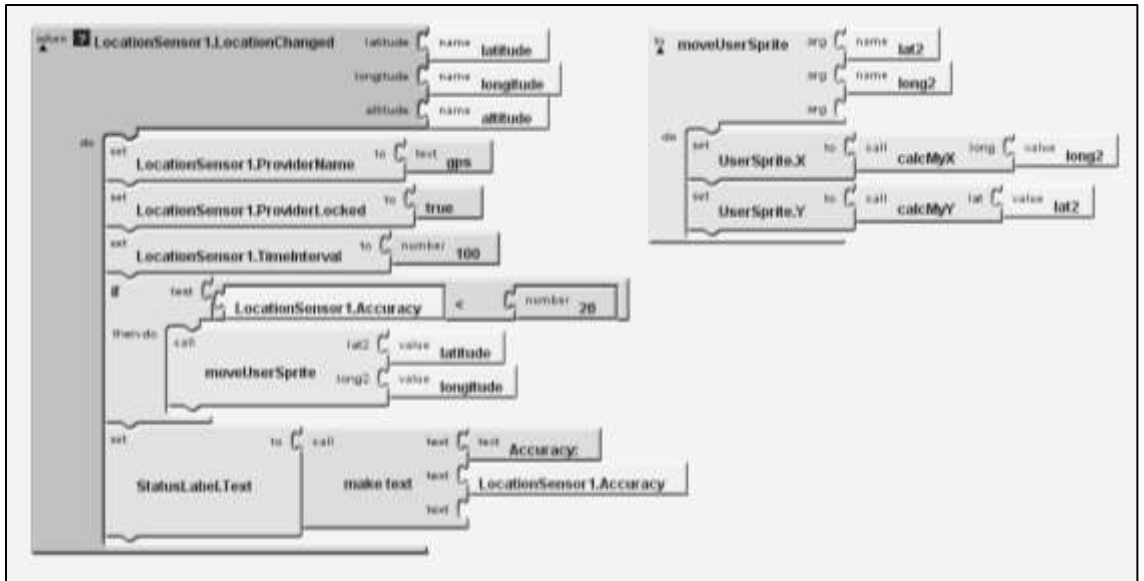 when ? LocationSensor1.LocationChanged latitude name latitude
longitude name longitude
altitude name altitude
do set LocationSensor1.ProviderName to text gps
set LocationSensor1.ProviderLocked to true
set LocationSensor1.TimeInterval to number 100
if test LocationSensor1.Accuracy < number 20
then-do call moveUserSprite lat2 value latitude
long2 value longitude
set StatusLabel.Text to call make text text text Accuracy:
text LocationSensor1.Accuracy
text
to moveUserSprite arg name lat2
arg name long2
arg
do set UserSprite.X to call calcMyX long value long2
set UserSprite.Y to call calcMyY lat value lat2